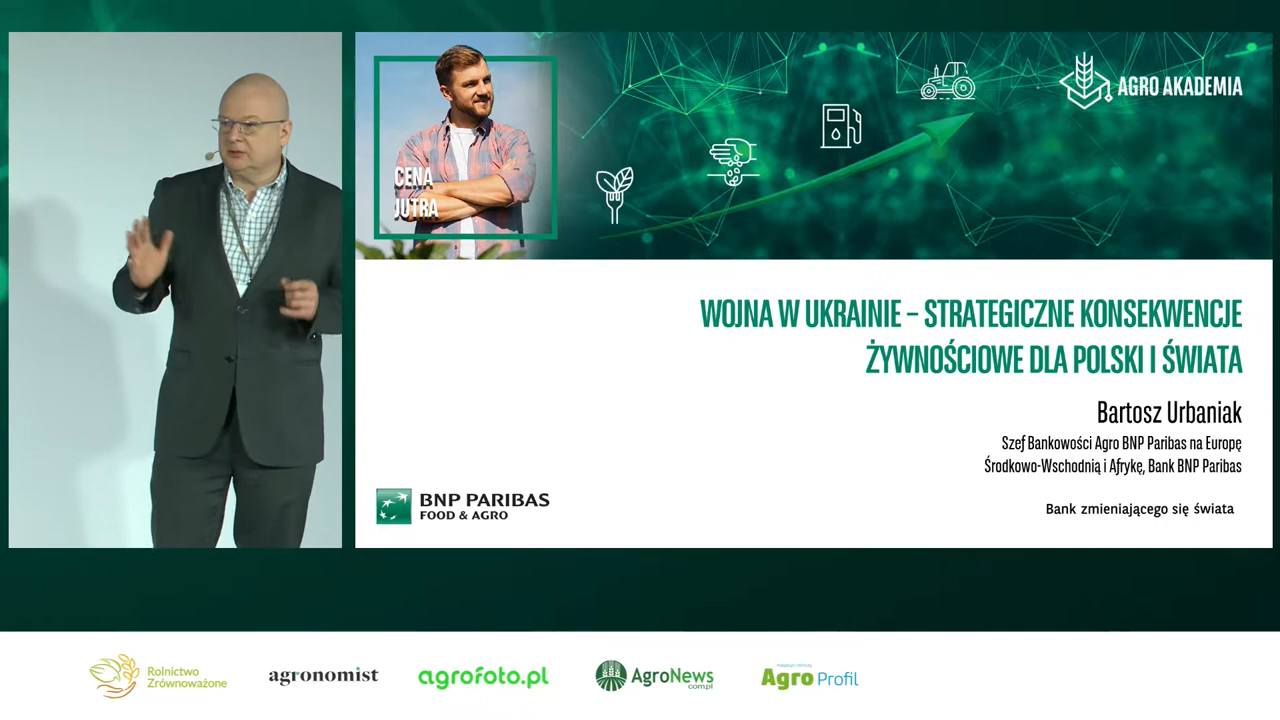 CENA
JUTRA
AGRO AKADEMIA
WOJNA W UKRAINIE – STRATEGICZNE KONSEKWENCJE
ŻYWNOŚCIOWE DLA POLSKI I ŚWIATA
Bartosz Urbaniak
Szef Bankowości Agro BNP Paribas na Europę
Środkowo-Wschodnią i Afrykę, Bank BNP Paribas
BNP PARIBAS
FOOD & AGRO
Bank zmieniającego się świata
Rolnictwo
Zrównoważone
agronomist
agrofoto.pl
AgroNews
com.pl
Agro Profil